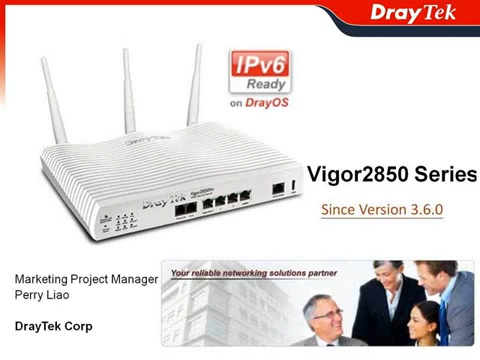 DrayTek
IPv6
Ready
on DrayOS
Vigor2850 Series
Since Version 3.6.0
DrayTek
Marketing Project Manager
Perry Liao
DrayTek Corp
Your reliable networking solutions partner